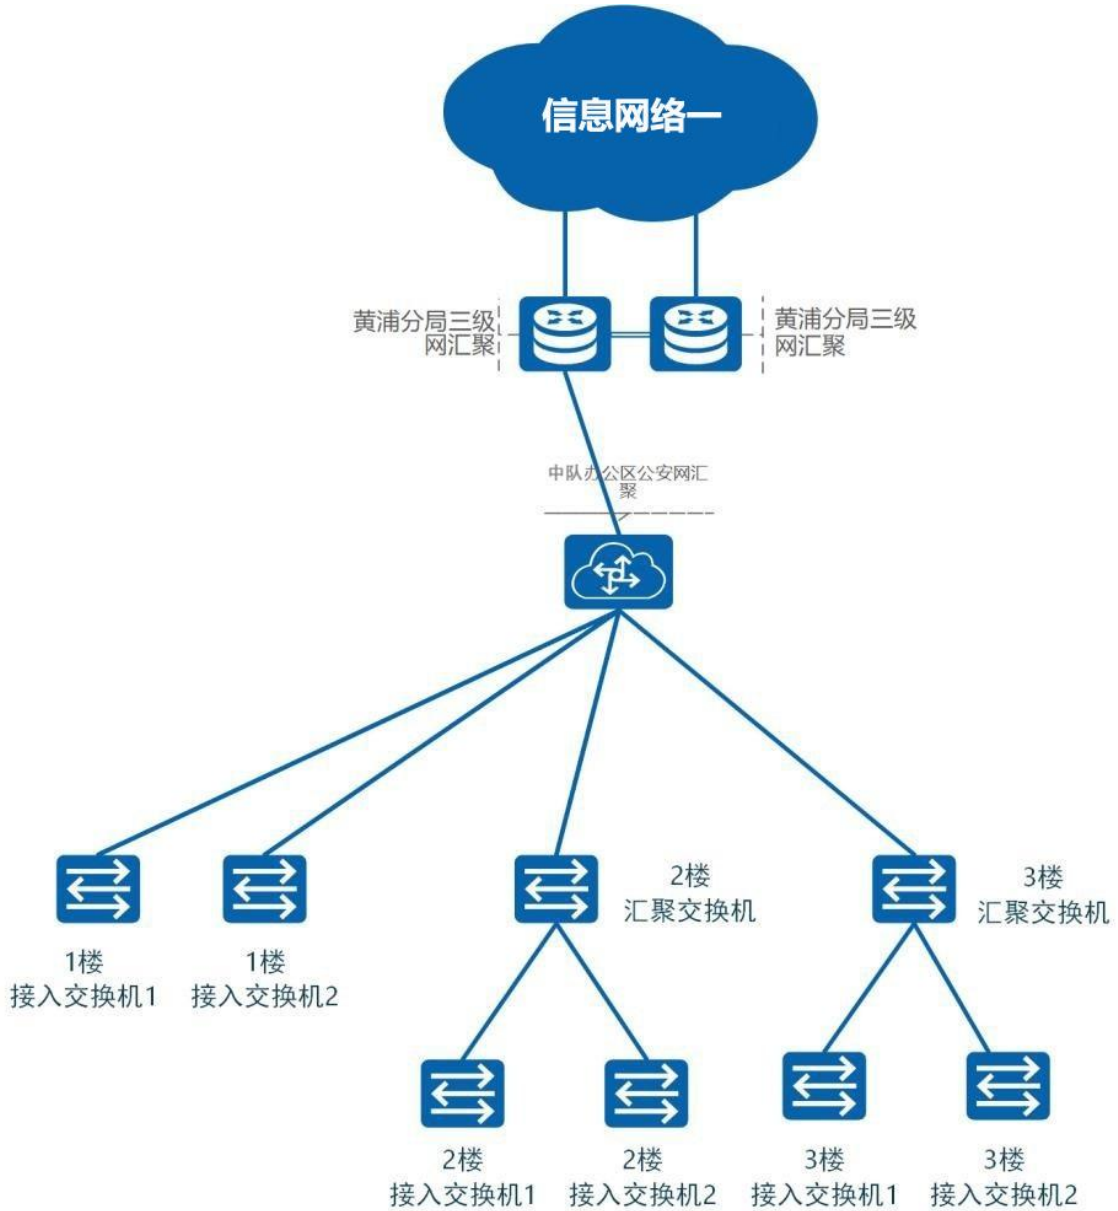 信息网络一
黄浦分局三级
网汇聚
黄浦分局三级
网汇聚
中队办公区公安网汇
聚
2楼
汇聚交换机
3楼
汇聚交换机
1楼
接入交换机1
1楼
接入交换机2
2楼
接入交换机1
2楼
接入交换机2
3楼
接入交换机1
3楼
接入交换机2